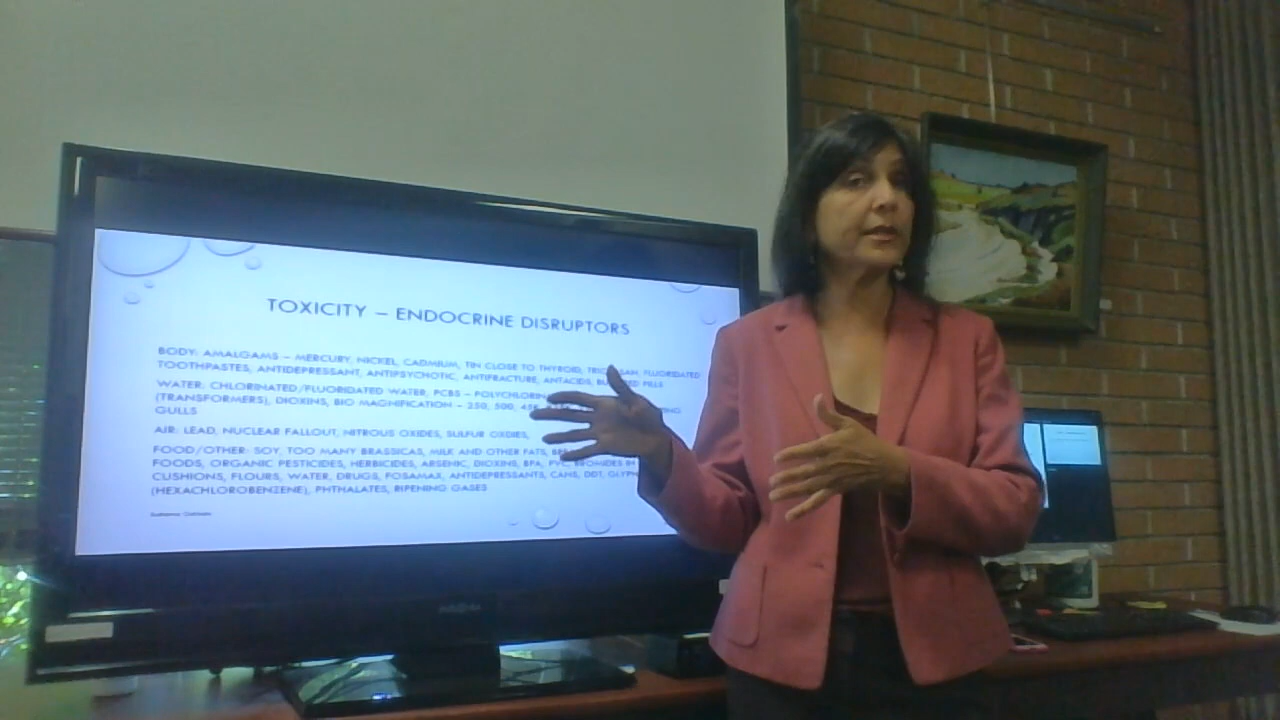 TOXICITY – ENDOCRINE DISRUPTORS
BODY: AMALGAMS – MERCURY, NICKEL, CADMIUM, TIN CLOSE TO THYROID, FLUORIDATED
TOOTHPASTES, ANTIDEPRESSANT, ANTIPSYCHOTIC, ANTIFRACTURE, ANTACIDS, PILLS
WATER: CHLORINATED/FLUORIDATED WATER, PCBS –
(TRANSFORMERS), DIOXINS, BIO MAGNIFICATION – 250, 500,
GULLS
AIR: LEAD, NUCLEAR FALLOUT, NITROUS OXIDES, SULFUR OXDIES,
FOOD/OTHER: SOY, TOO MANY BRASSICAS, MILK AND OTHER FATS,
FOODS, ORGANIC PESTICIDES, HERBICIDES, ARSENIC, DIOXINS, BPA, PVC, BROMIDES IN
CUSHIONS, FLOURS, WATER, DRUGS, FOSAMAX, ANTIDEPRESSANTS, CANS, DDT,
(HEXACHLOROBENZENE), PHTHALATES, RIPENING GASES